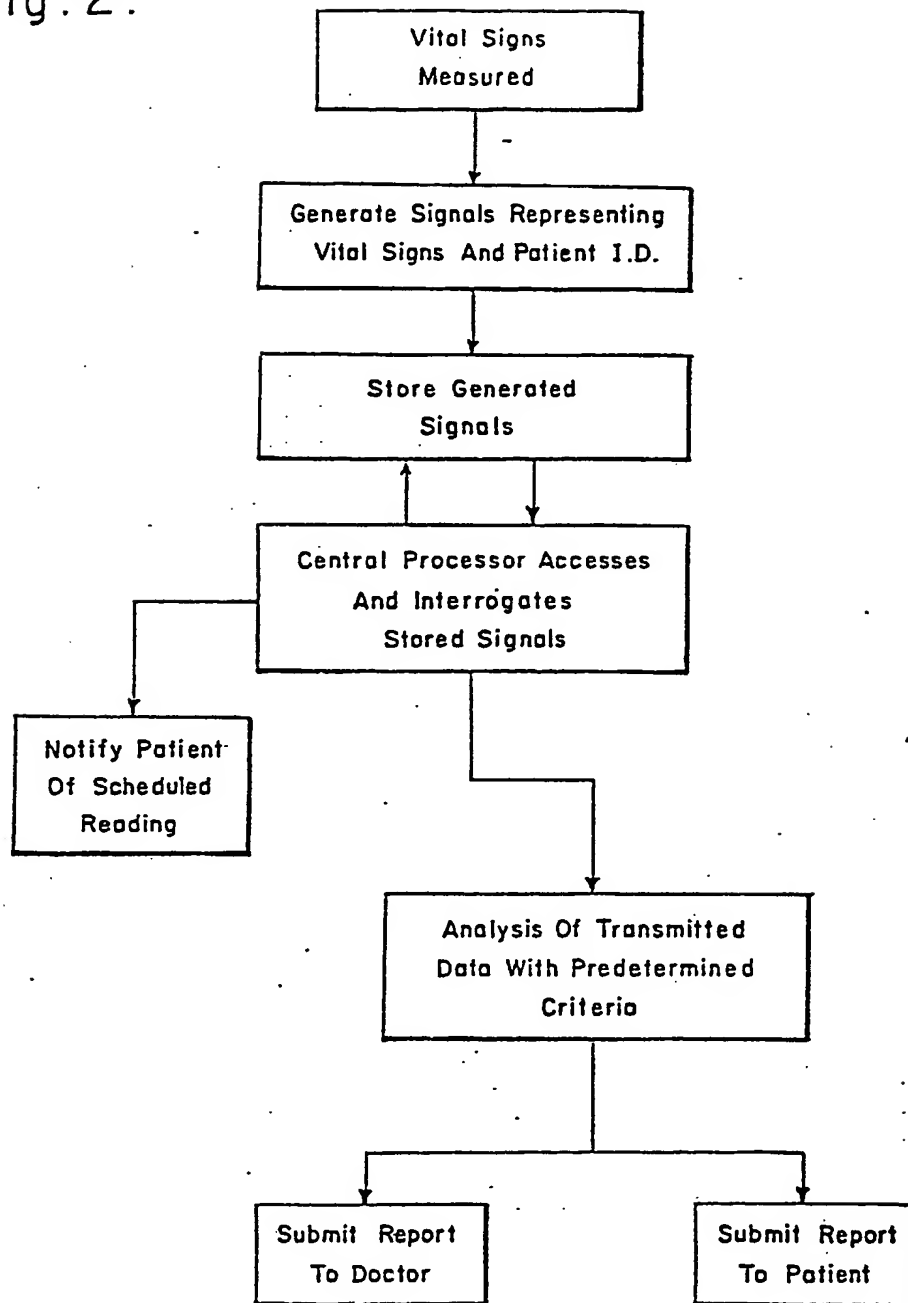 ig. 2.
Vital Signs
Measured
Generate Signals Representing
Vital Signs And Patient I.D.
Store Generated
Signals
Central Processor Accesses
And Interrogates
Stored Signals
Notify Patient
Of Scheduled
Reading
Analysis Of Transmitted
Data With Predetermined
Criteria
Submit Report
To Doctor
Submit Report
To Patient